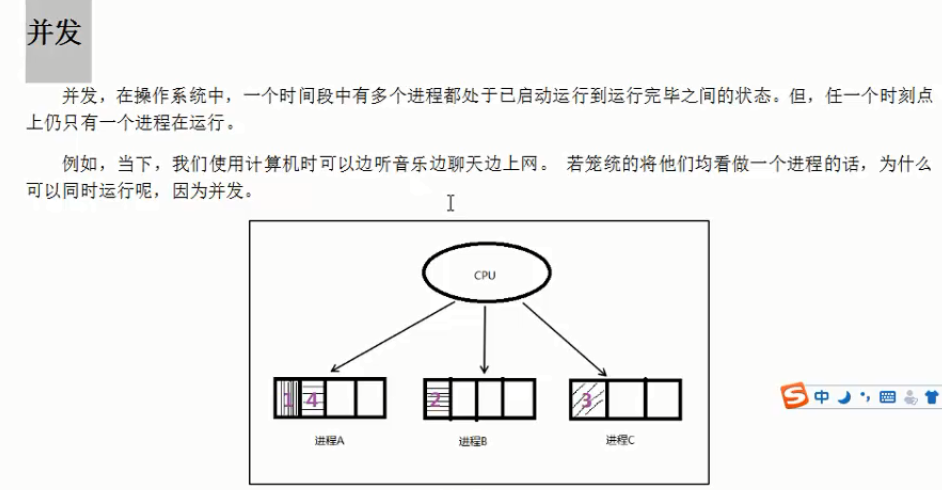 并发
并发，在操作系统中，一个时间段中有多个进程都处于已启动运行到运行完毕之间的状态。但，任一个时刻点
上仍只有一个进程在运行。
例如，当下，我们使用计算机时可以边听音乐边聊天边上网。 若笼统的将他们均看做一个进程的话，为什么
可以同时运行呢，因为并发。
CPU
1 4 2 3
进程A 进程B 进程C
中